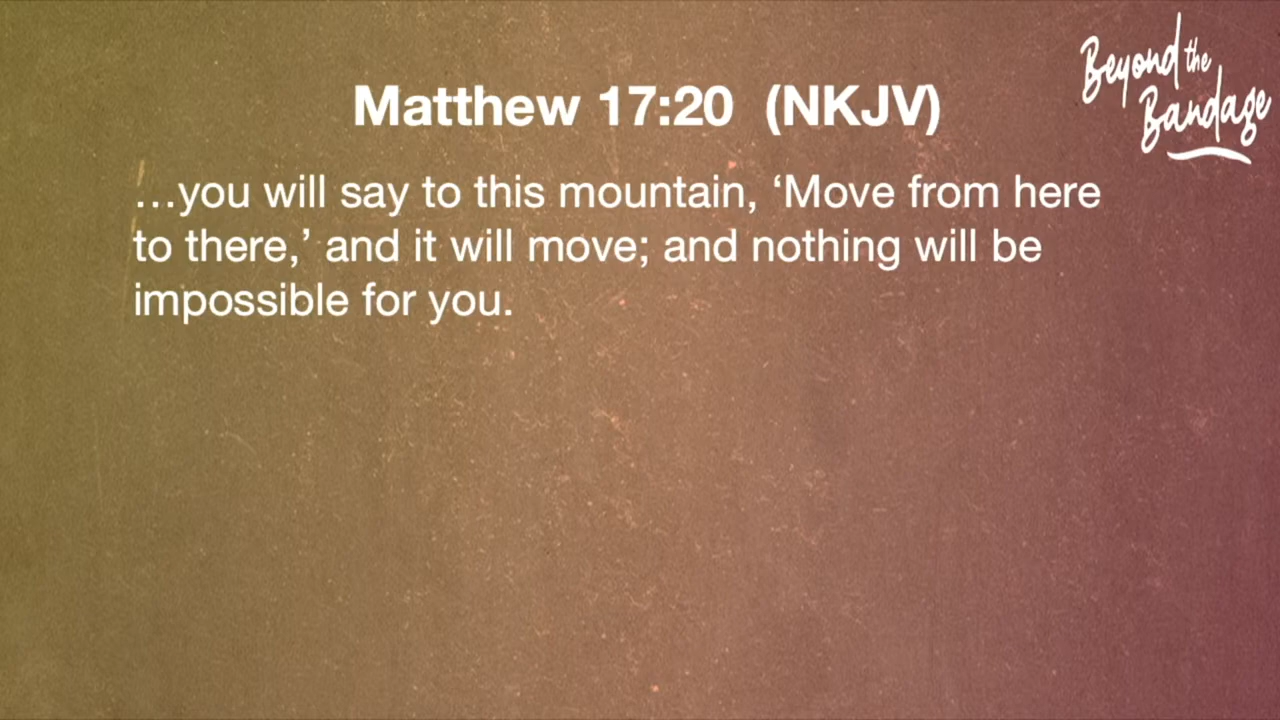 Beyond the
Bandage
Matthew 17:20 (NKJV)
…you will say to this mountain, ‘Move from here
to there,’ and it will move; and nothing will be
impossible for you.